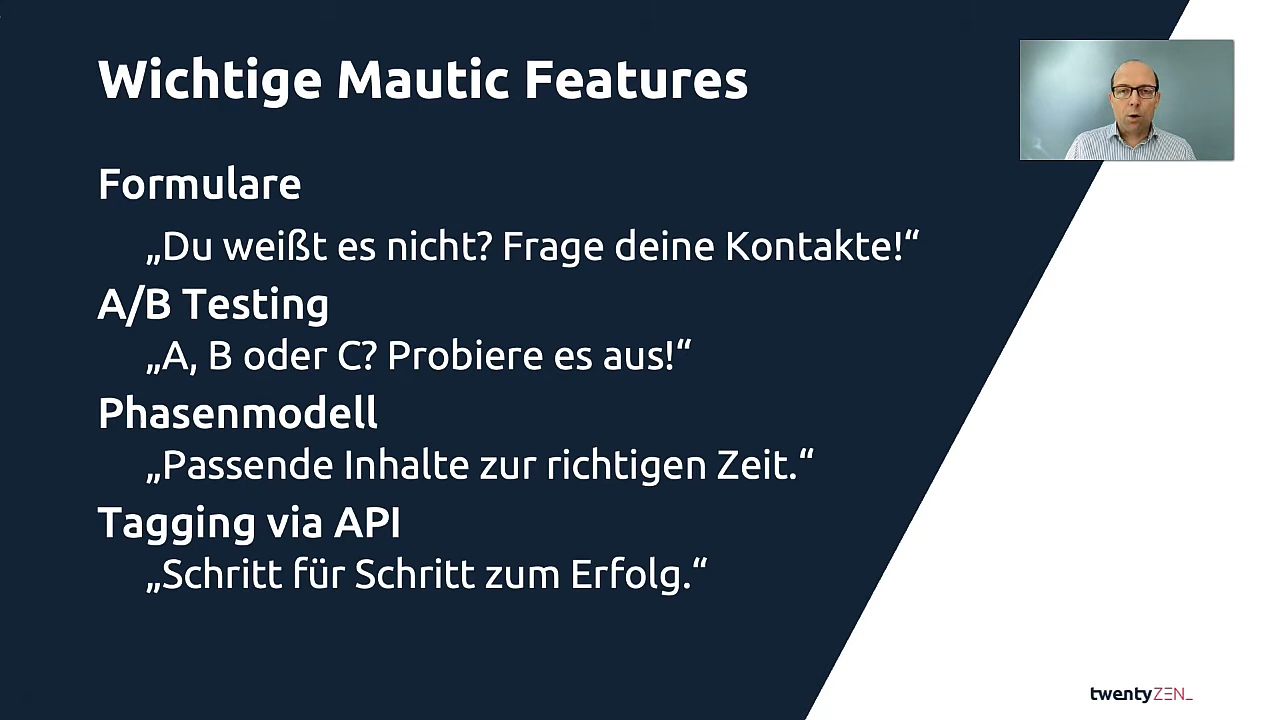 Wichtige Mautic Features
Formulare
„Du weißt es nicht? Frage deine Kontakte!“
A/B Testing
„A, B oder C? Probiere es aus!“
Phasenmodell
„Passende Inhalte zur richtigen Zeit.“
Tagging via API
„Schritt für Schritt zum Erfolg.“
twentyZEN_